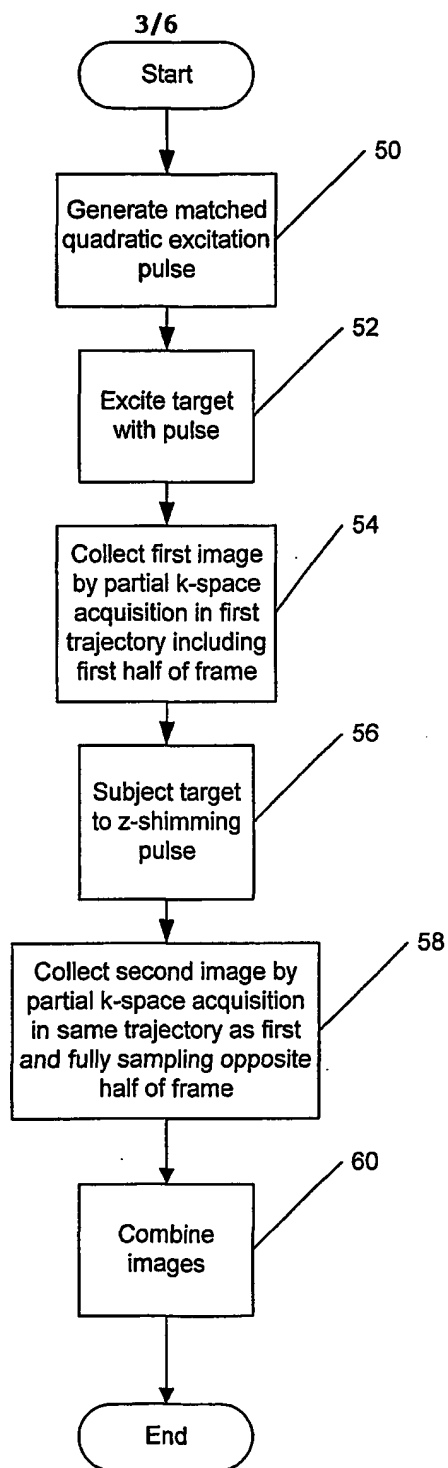 3/6
Start
50
Generate matched
quadratic excitation
pulse
52
Excite target
with pulse
54
Collect first image
by partial k-space
acquisition in first
trajectory including
first half of frame
56
Subject target
to z-shimming
pulse
58
Collect second image by
partial k-space acquisition
in same trajectory as first
and fully sampling opposite
half of frame
60
Combine
images
End